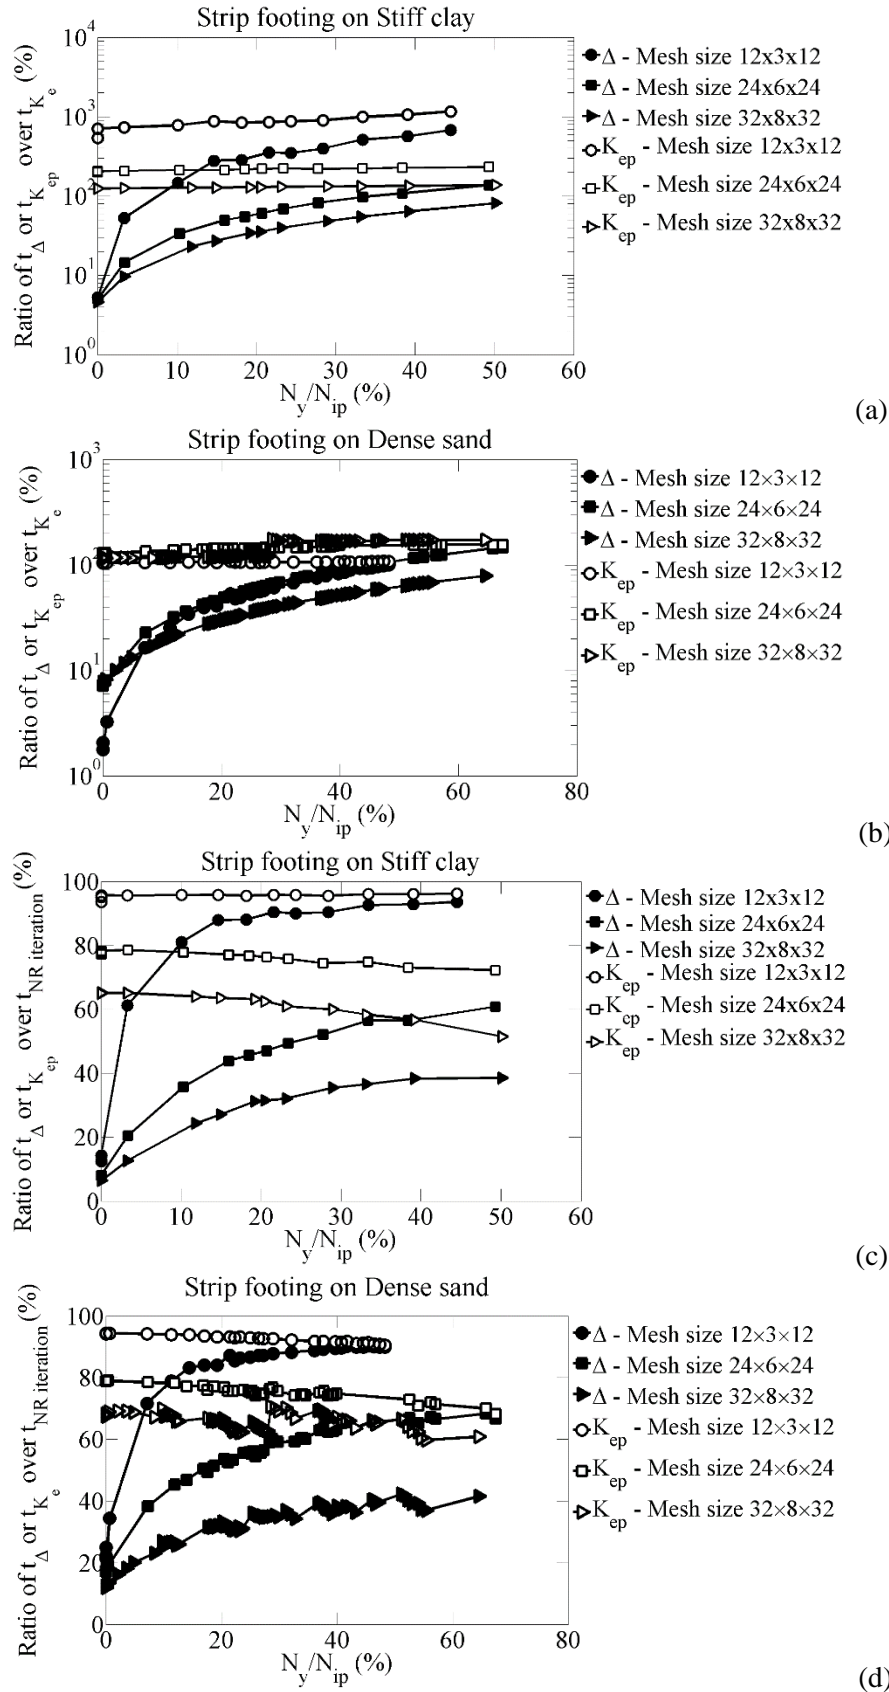 Strip footing on Stiff clay
Ratio of t_Δ or t_K_ep over t_K_e (%)
10^4
10^3
10^2
10^1
10^0
0 10 20 30 40 50 60
N_y/N_ip (%)
Δ - Mesh size 12x3x12
Δ - Mesh size 24x6x24
Δ - Mesh size 32x8x32
K_ep - Mesh size 12x3x12
K_ep - Mesh size 24x6x24
K_ep - Mesh size 32x8x32
(a)
Strip footing on Dense sand
Ratio of t_Δ or t_K_ep over t_K_e (%)
10^3
10^2
10^1
10^0
0 20 40 60 80
N_y/N_ip (%)
Δ - Mesh size 12×3×12
Δ - Mesh size 24×6×24
Δ - Mesh size 32×8×32
K_ep - Mesh size 12×3×12
K_ep - Mesh size 24×6×24
K_ep - Mesh size 32×8×32
(b)
Strip footing on Stiff clay
Ratio of t_Δ or t_K_ep over t_NR iteration (%)
100
80
60
40
20
0
0 10 20 30 40 50 60
N_y/N_ip (%)
Δ - Mesh size 12x3x12
Δ - Mesh size 24x6x24
Δ - Mesh size 32x8x32
K_ep - Mesh size 12x3x12
K_ep - Mesh size 24x6x24
K_ep - Mesh size 32x8x32
(c)
Strip footing on Dense sand
Ratio of t_Δ or t_K_e over t_NR iteration (%)
100
80
60
40
20
0
0 20 40 60 80
N_y/N_ip (%)
Δ - Mesh size 12×3×12
Δ - Mesh size 24×6×24
Δ - Mesh size 32×8×32
K_ep - Mesh size 12×3×12
K_ep - Mesh size 24×6×24
K_ep - Mesh size 32×8×32
(d)